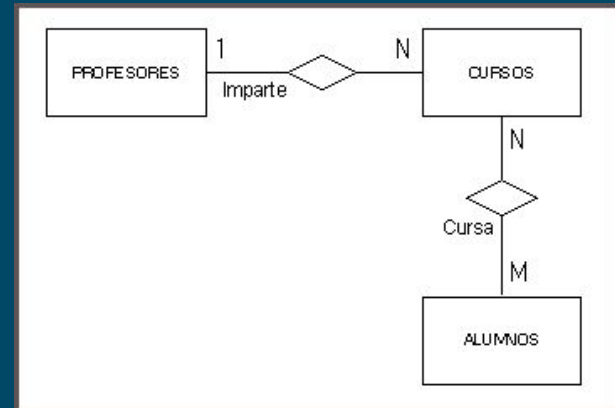 1 N
PROFESORES CURSOS
Imparte
N
Cursa
M
ALUMNOS